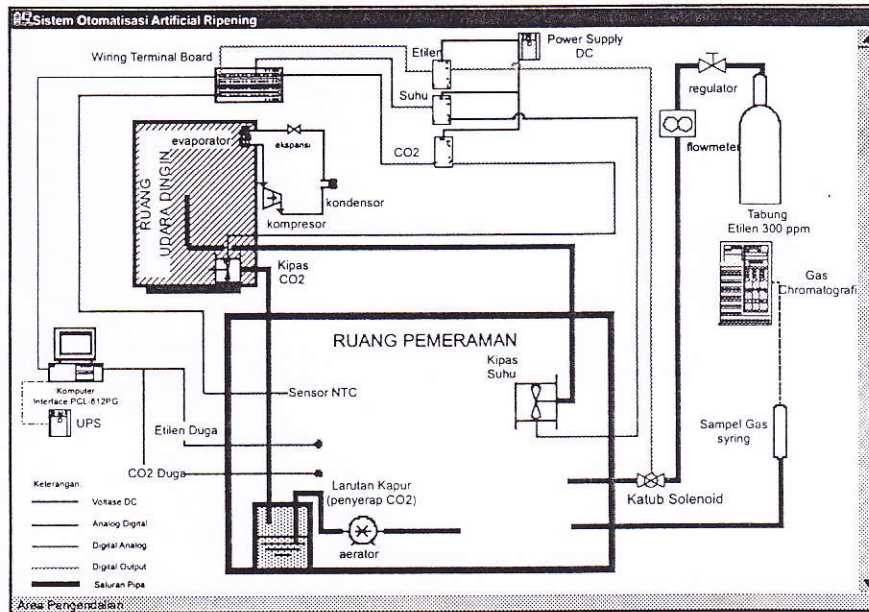 Sistem Otomatisasi Artificial Ripening
Wiring Terminal Board
Etilen
Power Supply
DC
Suhu
CO2
regulator
flowmeter
Tabung
Etilen 300 ppm
evaporator
ekspansi
kondensor
kompresor
RUANG
UDARA DINGIN
Kipas
CO2
Gas
Chromatografi
RUANG PEMERAMAN
Kipas
Suhu
Komputer
Interface PCL-812PG
UPS
Sensor NTC
Etilen Duga
CO2 Duga
Sampel Gas
syring
Katub Solenoid
Larutan Kapur
(penyerap CO2)
aerator
Keterangan:
Voltase DC
Analog Digital
Digital Analog
Digital Output
Saluran Pipa
Area Pengendalian